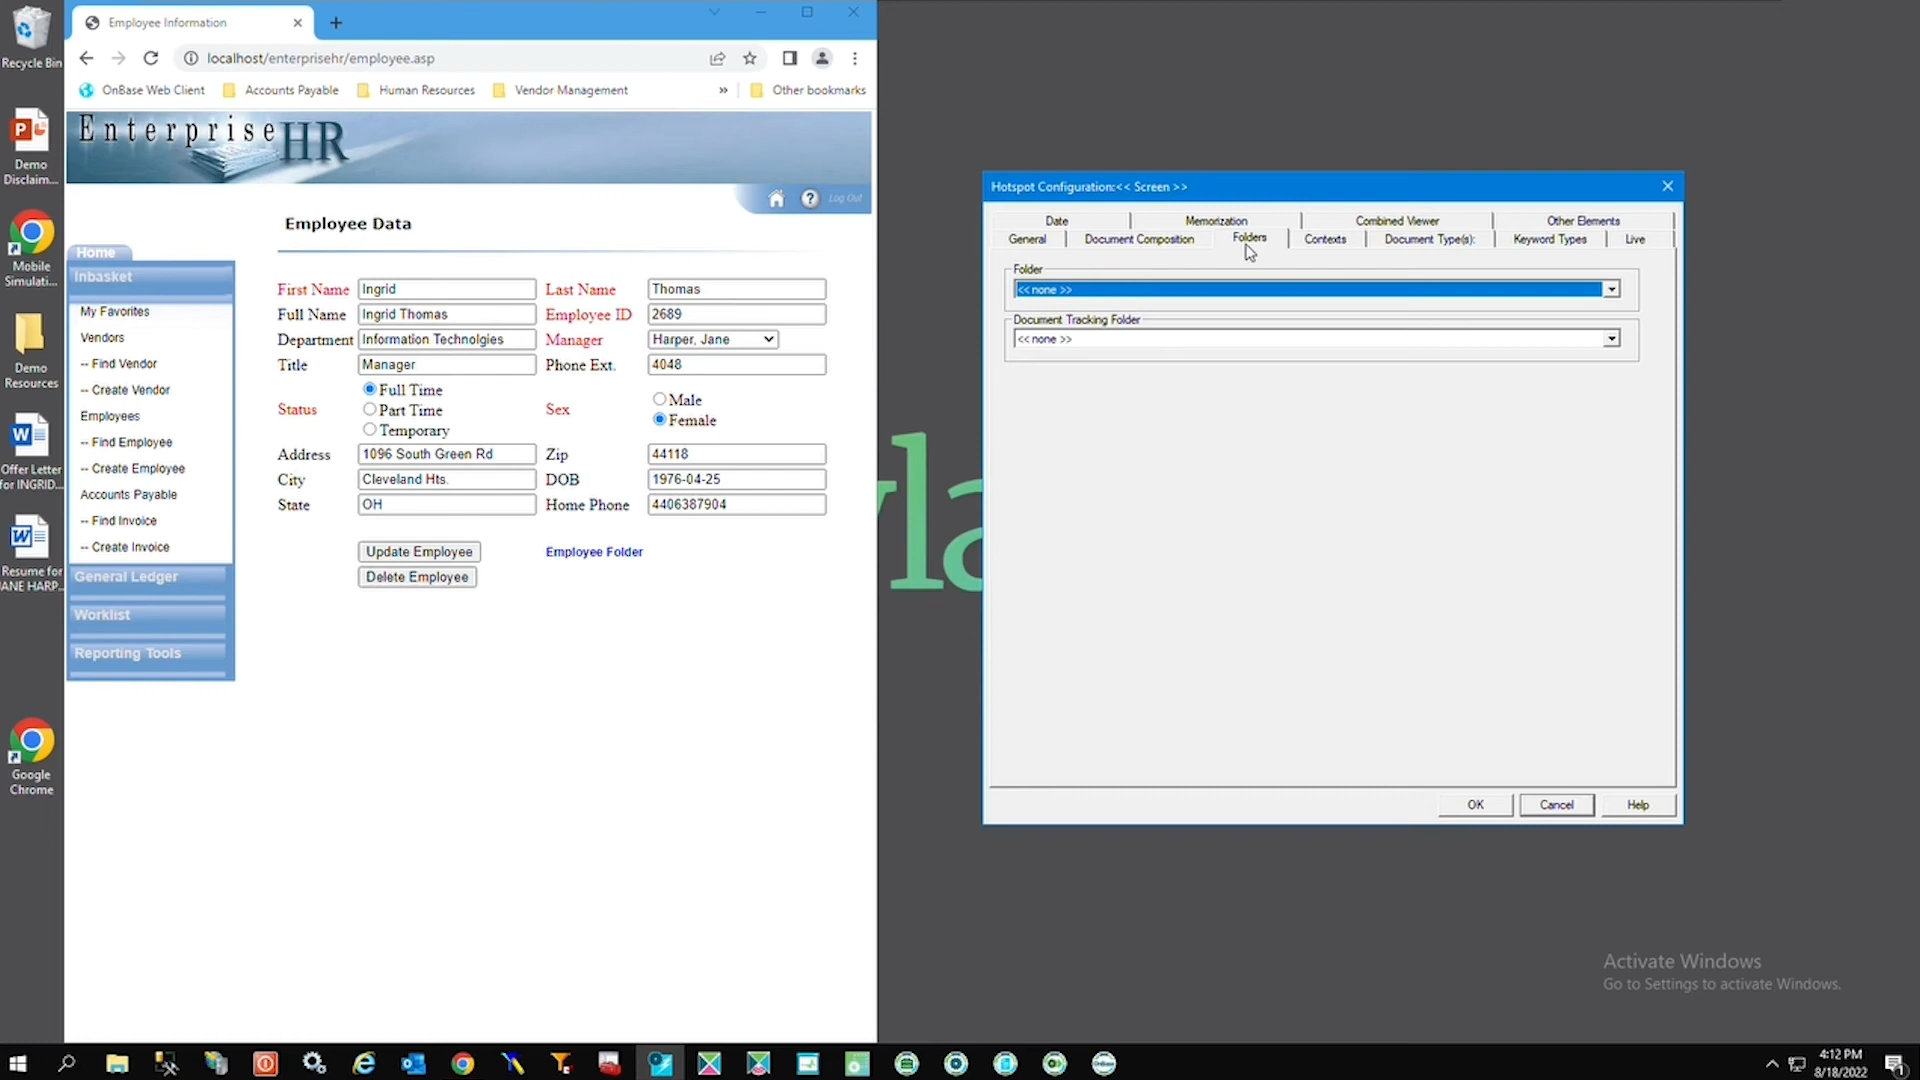 Recycle Bin
Demo
Disclaim...
Mobile
Simulati...
Demo
Resources
Offer Letter
for INGRID...
Resume for
JANE HARP...
Google
Chrome
Employee Information
localhost/enterprisehr/employee.asp
OnBase Web Client
Accounts Payable
Human Resources
Vendor Management
»
Other bookmarks
EnterpriseHR
Log Out
Employee Data
Home
Inbasket
My Favorites
Vendors
-- Find Vendor
-- Create Vendor
Employees
-- Find Employee
-- Create Employee
Accounts Payable
-- Find Invoice
-- Create Invoice
General Ledger
Worklist
Reporting Tools
First Name Ingrid Last Name Thomas
Full Name Ingrid Thomas Employee ID 2689
Department Information Technolgies Manager Harper, Jane
Title Manager Phone Ext. 4048
Status
Full Time
Part Time
Temporary
Sex
Male
Female
Address 1096 South Green Rd Zip 44118
City Cleveland Hts. DOB 1976-04-25
State OH Home Phone 4406387904
Update Employee Employee Folder
Delete Employee
Hotspot Configuration:<< Screen >>
Date Memorization Combined Viewer Other Elements
General Document Composition Folders Contexts Document Type(s): Keyword Types Live
Folder
<< none >>
Document Tracking Folder
<< none >>
OK Cancel Help
Activate Windows
Go to Settings to activate Windows.
4:12 PM
8/18/2022